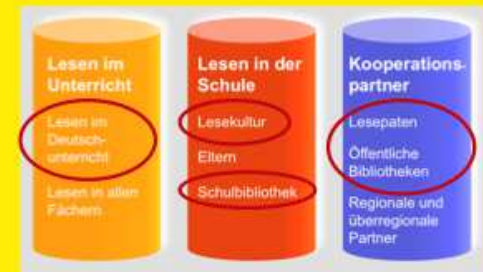 Lesen im
Unterricht
Lesen im
Deutsch-
unterricht
Lesen in allen
Fächern
Lesen in der
Schule
Lesekultur
Eltern
Schulbibliothek
Kooperations-
partner
Lesepaten
Öffentliche
Bibliotheken
Regionale und
überregionale
Partner